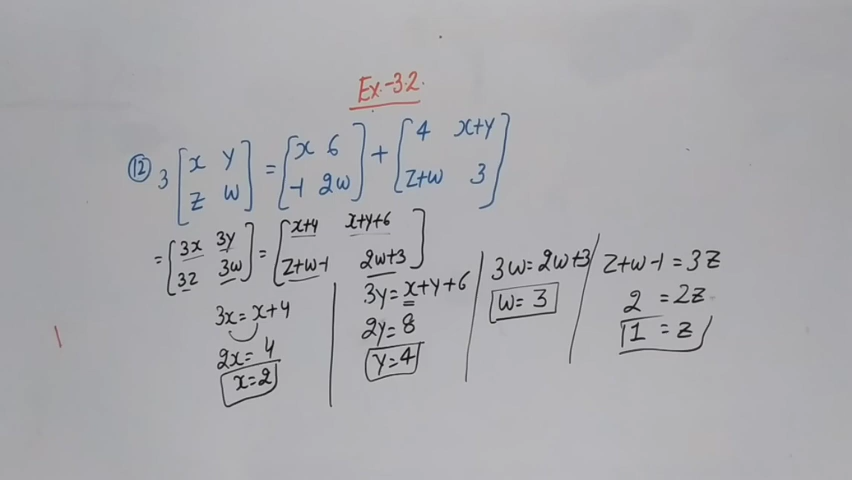 Ex.-3.2.
(12) 3 [x y z w] = [x 6 -1 2w] + [4 x+y z+w 3]
= [3x 3y 3z 3w] = [x+4 x+y+6 z+w-1 2w+3]
3x = x+4
2x = 4
x=2
3y = x+y+6
2y = 8
y=4
3w = 2w+3
w = 3
z+w-1 = 3z
2 = 2z
1 = z